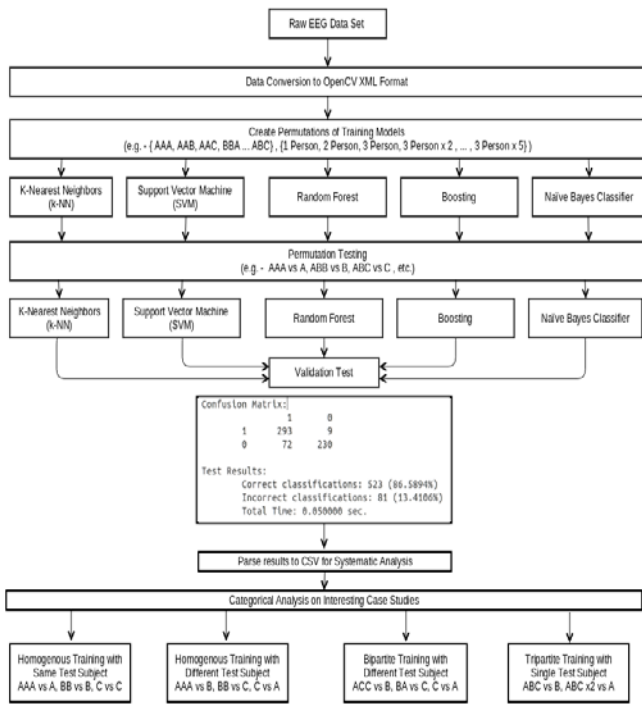 Raw EEG Data Set
Data Conversion to OpenCV XML Format
Create Permutations of Training Models
(e.g. - { AAA, AAB, AAC, BBA ... ABC} , {1 Person, 2 Person, 3 Person, 3 Person x 2 , ... , 3 Person x 5} )
K-Nearest Neighbors
(k-NN)
Support Vector Machine
(SVM)
Random Forest
Boosting
Naïve Bayes Classifier
Permutation Testing
(e.g. - AAA vs A, ABB vs B, ABC vs C , etc.)
K-Nearest Neighbors
(k-NN)
Support Vector Machine
(SVM)
Random Forest
Boosting
Naïve Bayes Classifier
Validation Test
Confusion Matrix:
1 0
1 293 9
0 72 230
Test Results:
Correct classifications: 523 (86.5894%)
Incorrect classifications: 81 (13.4106%)
Total Time: 0.050000 sec.
Parse results to CSV for Systematic Analysis
Categorical Analysis on Interesting Case Studies
Homogenous Training with
Same Test Subject
AAA vs A, BB vs B, C vs C
Homogenous Training with
Different Test Subject
AAA vs B, BB vs C, C vs A
Bipartite Training with
Different Test Subject
ACC vs B, BA vs C, C vs A
Tripartite Training with
Single Test Subject
ABC vs B, ABC x2 vs A